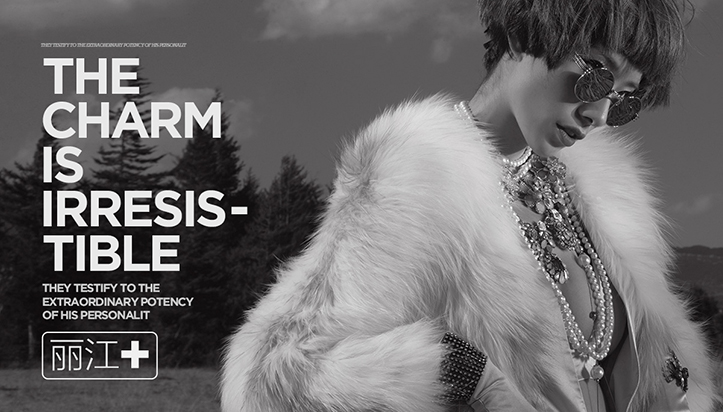 THEY TESTIFY TO THE EXTRAORDINARY POTENCY OF HIS PERSONALIT
THE
CHARM
IS
IRRESIS-
TIBLE
THEY TESTIFY TO THE
EXTRAORDINARY POTENCY
OF HIS PERSONALIT
丽江+